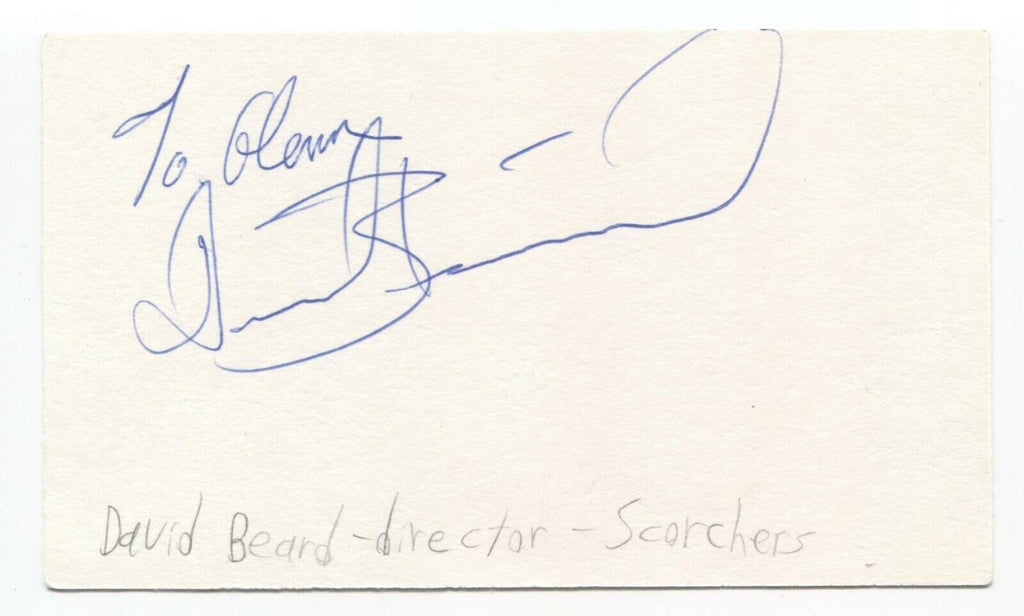 To Glenn
David Beard - director - Scorchers